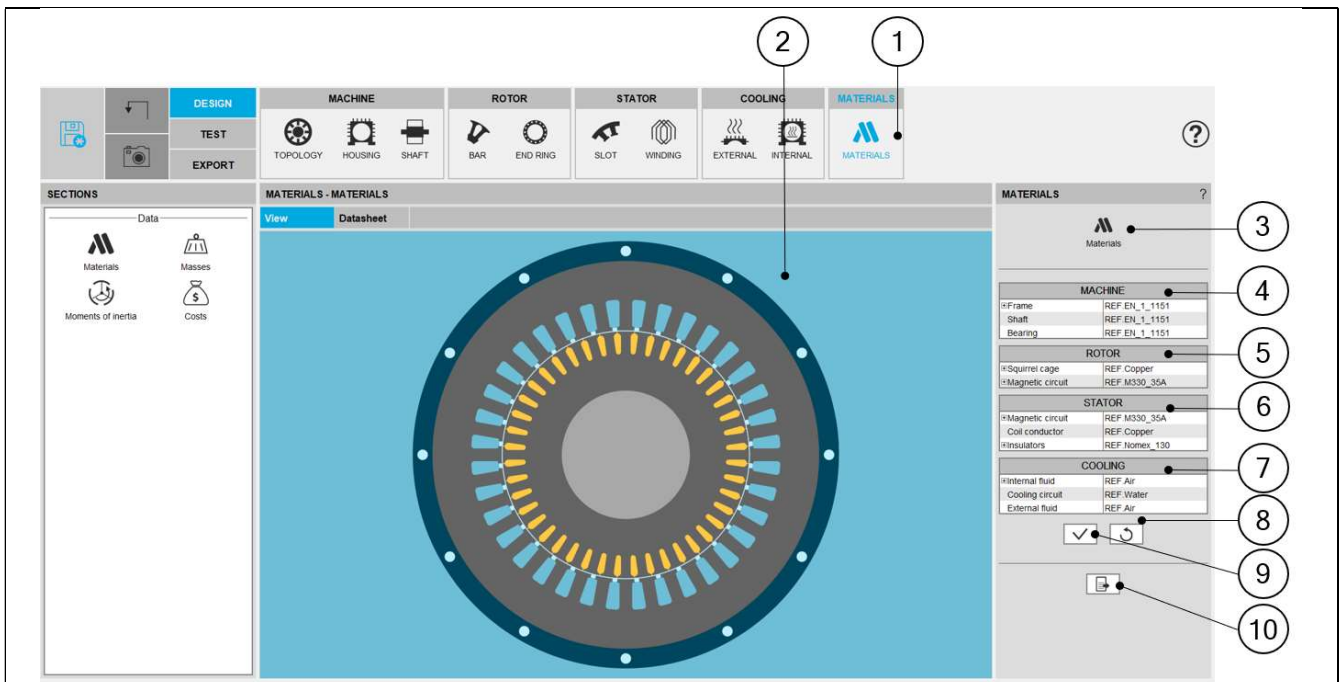 2
1
DESIGN
TEST
EXPORT
MACHINE
TOPOLOGY HOUSING SHAFT
ROTOR
BAR END RING
STATOR
SLOT WINDING
COOLING
EXTERNAL INTERNAL
MATERIALS
MATERIALS
?
SECTIONS
Data
Materials Masses
Moments of inertia Costs
$
MATERIALS - MATERIALS
View Datasheet
MATERIALS ?
Materials
3
MACHINE
4
Frame REF.EN_1_1151
Shaft REF.EN_1_1151
Bearing REF.EN_1_1151
ROTOR
5
Squirrel cage REF.Copper
Magnetic circuit REF.M330_35A
STATOR
6
Magnetic circuit REF.M330_35A
Coil conductor REF.Copper
Insulators REF.Nomex_130
COOLING
7
Internal fluid REF.Air
Cooling circuit REF.Water
External fluid REF.Air
8
9
10